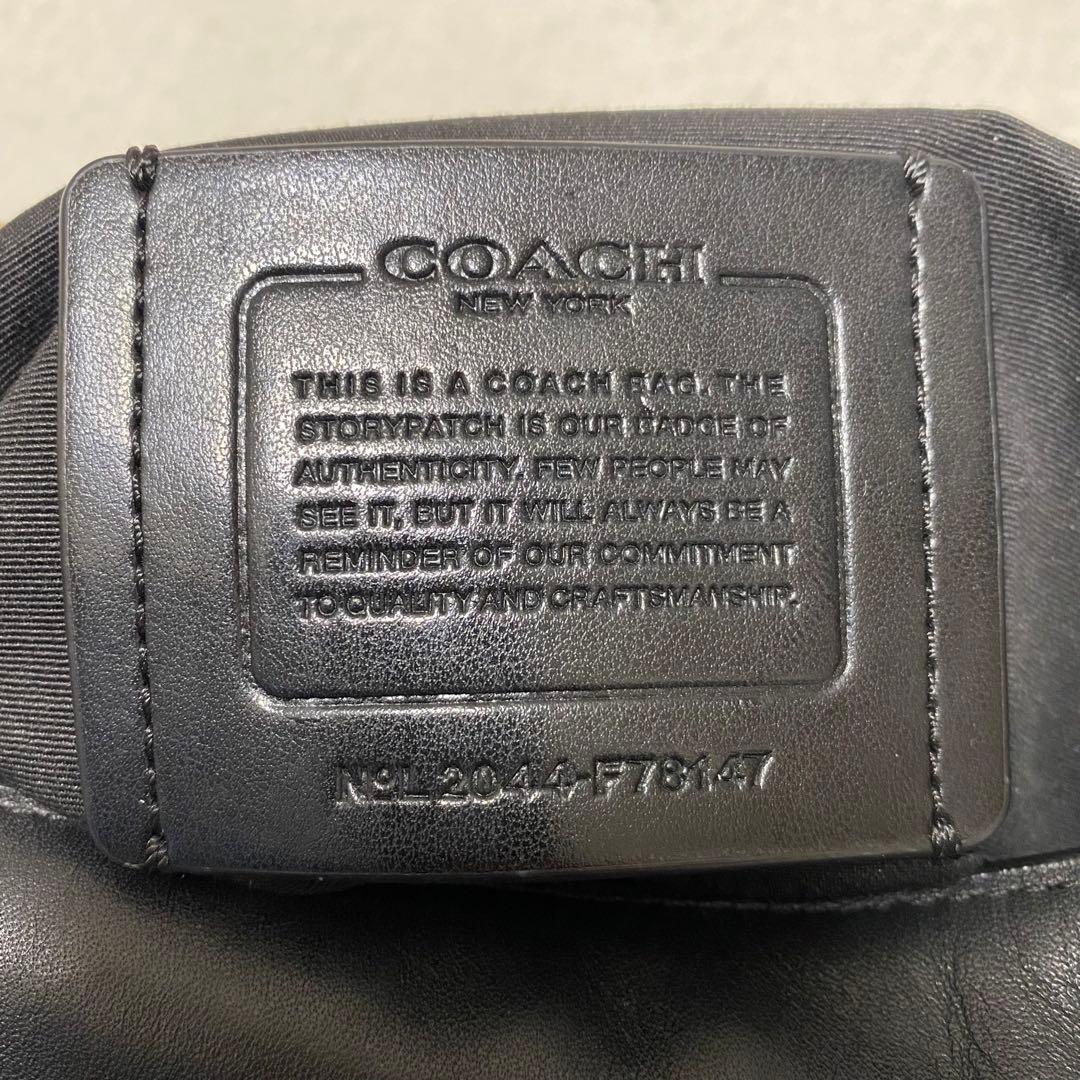 COACH
NEW YORK
THIS IS A COACH BAG. THE
STORYPATCH IS OUR BADGE OF
AUTHENTICITY. FEW PEOPLE MAY
SEE IT, BUT IT WILL ALWAYS BE A
REMINDER OF OUR COMMITMENT
TO QUALITY AND CRAFTSMANSHIP.
NoL2044-F78147